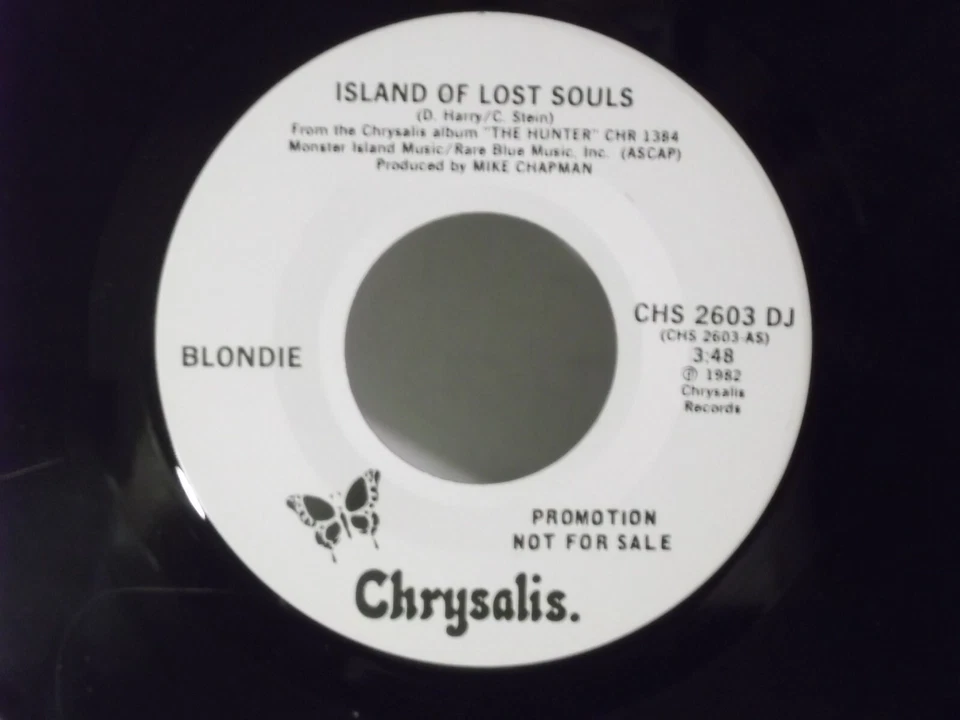 ISLAND OF LOST SOULS
(D. Harry/C. Stein)
From the Chrysalis album "THE HUNTER" CHR 1384
Monster Island Music/Rare Blue Music, Inc. (ASCAP)
Produced by MIKE CHAPMAN
BLONDIE
CHS 2603 DJ
(CHS 2603-AS)
3:48
℗ 1982
Chrysalis
Records
PROMOTION
NOT FOR SALE
Chrysalis.